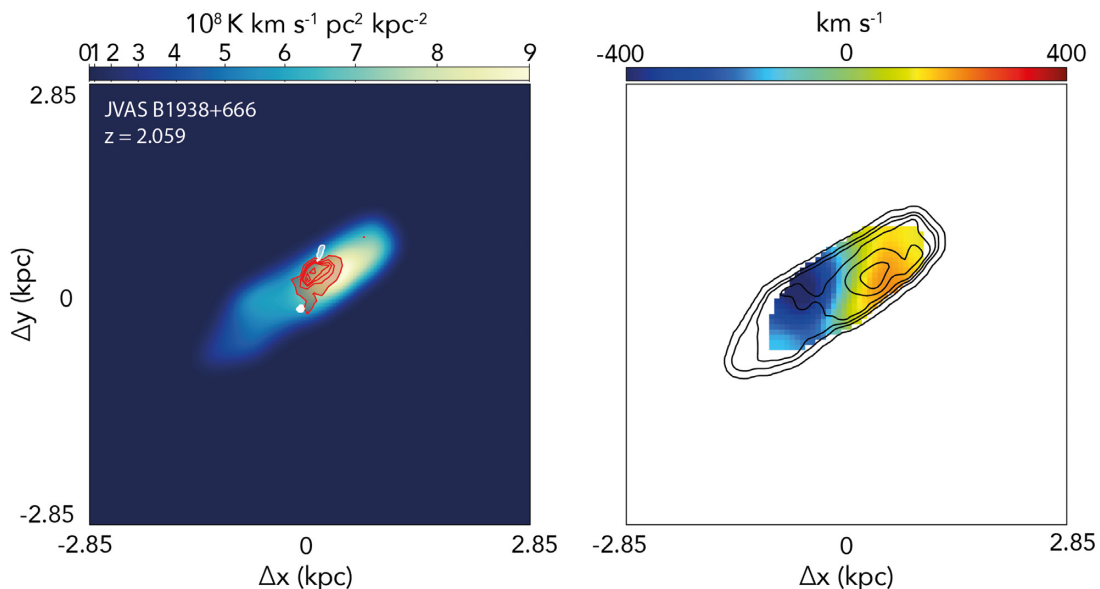 10⁸ K km s⁻¹ pc² kpc⁻²
01 2 3 4 5 6 7 8 9
2.85
JVAS B1938+666
z = 2.059
Δy (kpc)
0
-2.85
-2.85 0 2.85
Δx (kpc)
km s⁻¹
-400 0 400
-2.85 0 2.85
Δx (kpc)